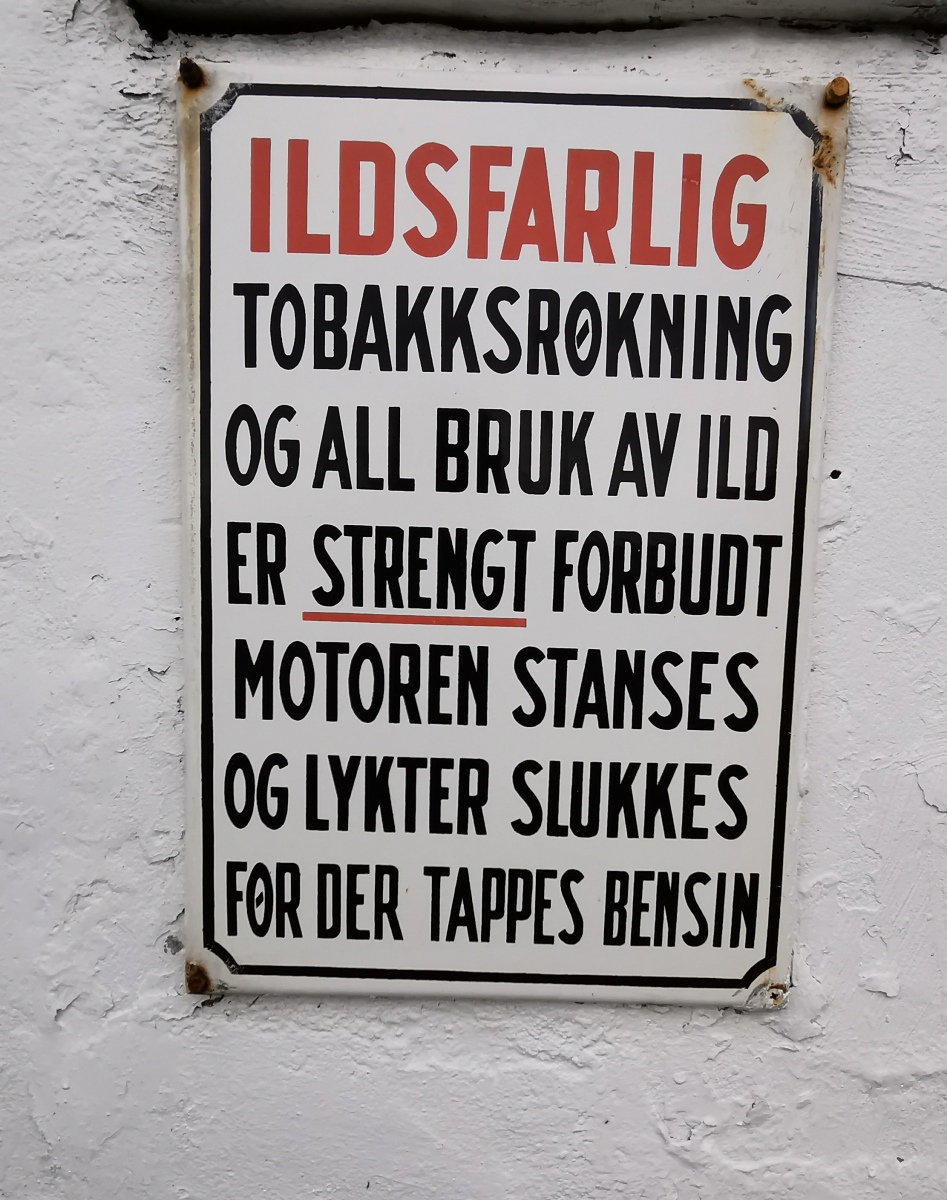 ILDSFARLIG
TOBAKKSRØKNING
OG ALL BRUK AV ILD
ER STRENGT FORBUDT
MOTOREN STANSES
OG LYKTER SLUKKES
FØR DER TAPPES BENSIN